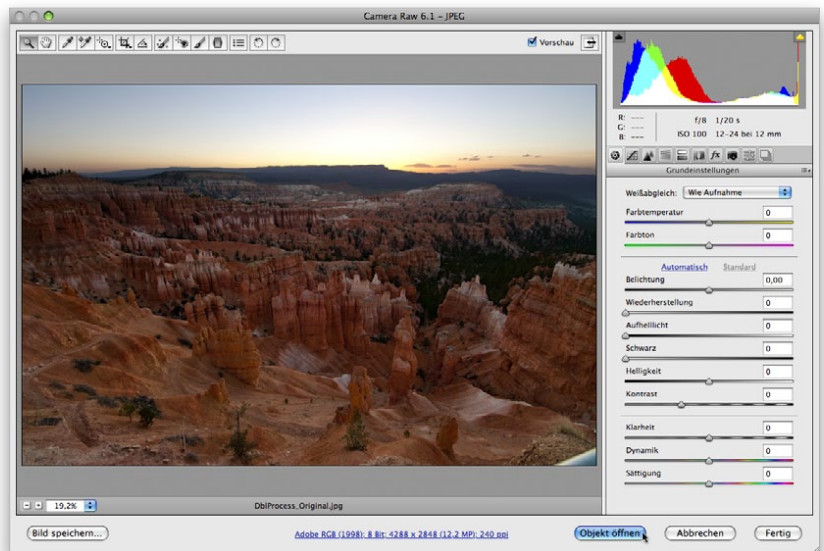 Camera Raw 6.1 – JPEG
Vorschau
R: ---
G: ---
B: ---
f/8 1/20 s
ISO 100 12-24 bei 12 mm
fx
Grundeinstellungen
Weißabgleich: Wie Aufnahme
Farbtemperatur 0
Farbton 0
Automatisch Standard
Belichtung 0,00
Wiederherstellung 0
Aufhelllicht 0
Schwarz 0
Helligkeit 0
Kontrast 0
Klarheit 0
Dynamik 0
Sättigung 0
19,2% DblProcess_Original.jpg
Bild speichern... Adobe RGB (1998); 8 Bit; 4288 x 2848 (12,2 MP); 240 ppi Objekt öffnen Abbrechen Fertig